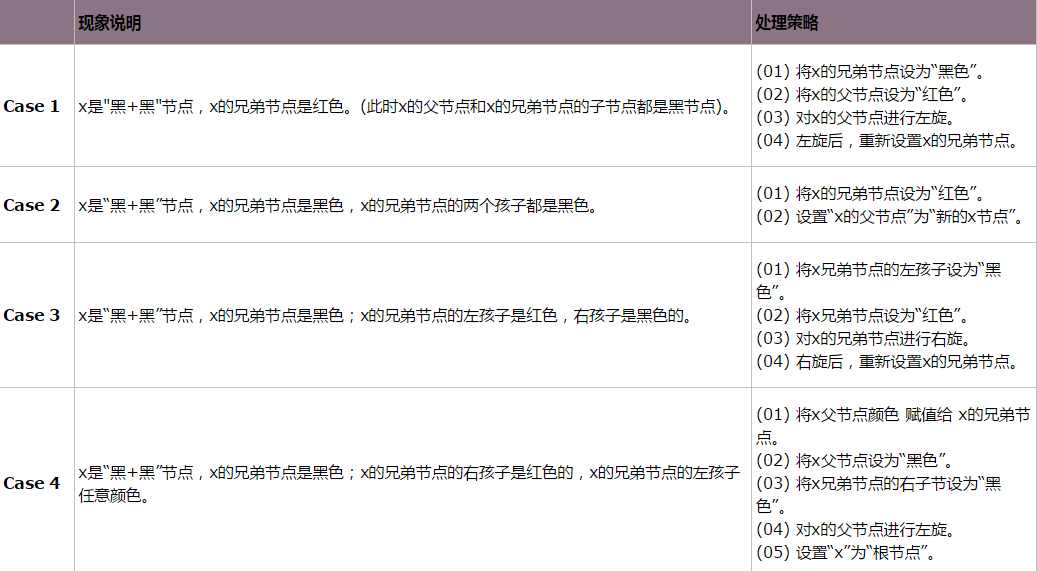 现象说明 处理策略
Case 1
x是"黑+黑"节点，x的兄弟节点是红色。(此时x的父节点和x的兄弟节点的子节点都是黑节点)。
(01) 将x的兄弟节点设为“黑色”。
(02) 将x的父节点设为“红色”。
(03) 对x的父节点进行左旋。
(04) 左旋后，重新设置x的兄弟节点。
Case 2
x是“黑+黑”节点，x的兄弟节点是黑色，x的兄弟节点的两个孩子都是黑色。
(01) 将x的兄弟节点设为“红色”。
(02) 设置“x的父节点”为“新的x节点”。
Case 3
x是“黑+黑”节点，x的兄弟节点是黑色；x的兄弟节点的左孩子是红色，右孩子是黑色的。
(01) 将x兄弟节点的左孩子设为“黑
色”。
(02) 将x兄弟节点设为“红色”。
(03) 对x的兄弟节点进行右旋。
(04) 右旋后，重新设置x的兄弟节点。
Case 4
x是“黑+黑”节点，x的兄弟节点是黑色；x的兄弟节点的右孩子是红色的，x的兄弟节点的左孩子
任意颜色。
(01) 将x父节点颜色 赋值给 x的兄弟节
点。
(02) 将x父节点设为“黑色”。
(03) 将x兄弟节点的右子节设为“黑
色”。
(04) 对x的父节点进行左旋。
(05) 设置“x”为“根节点”。